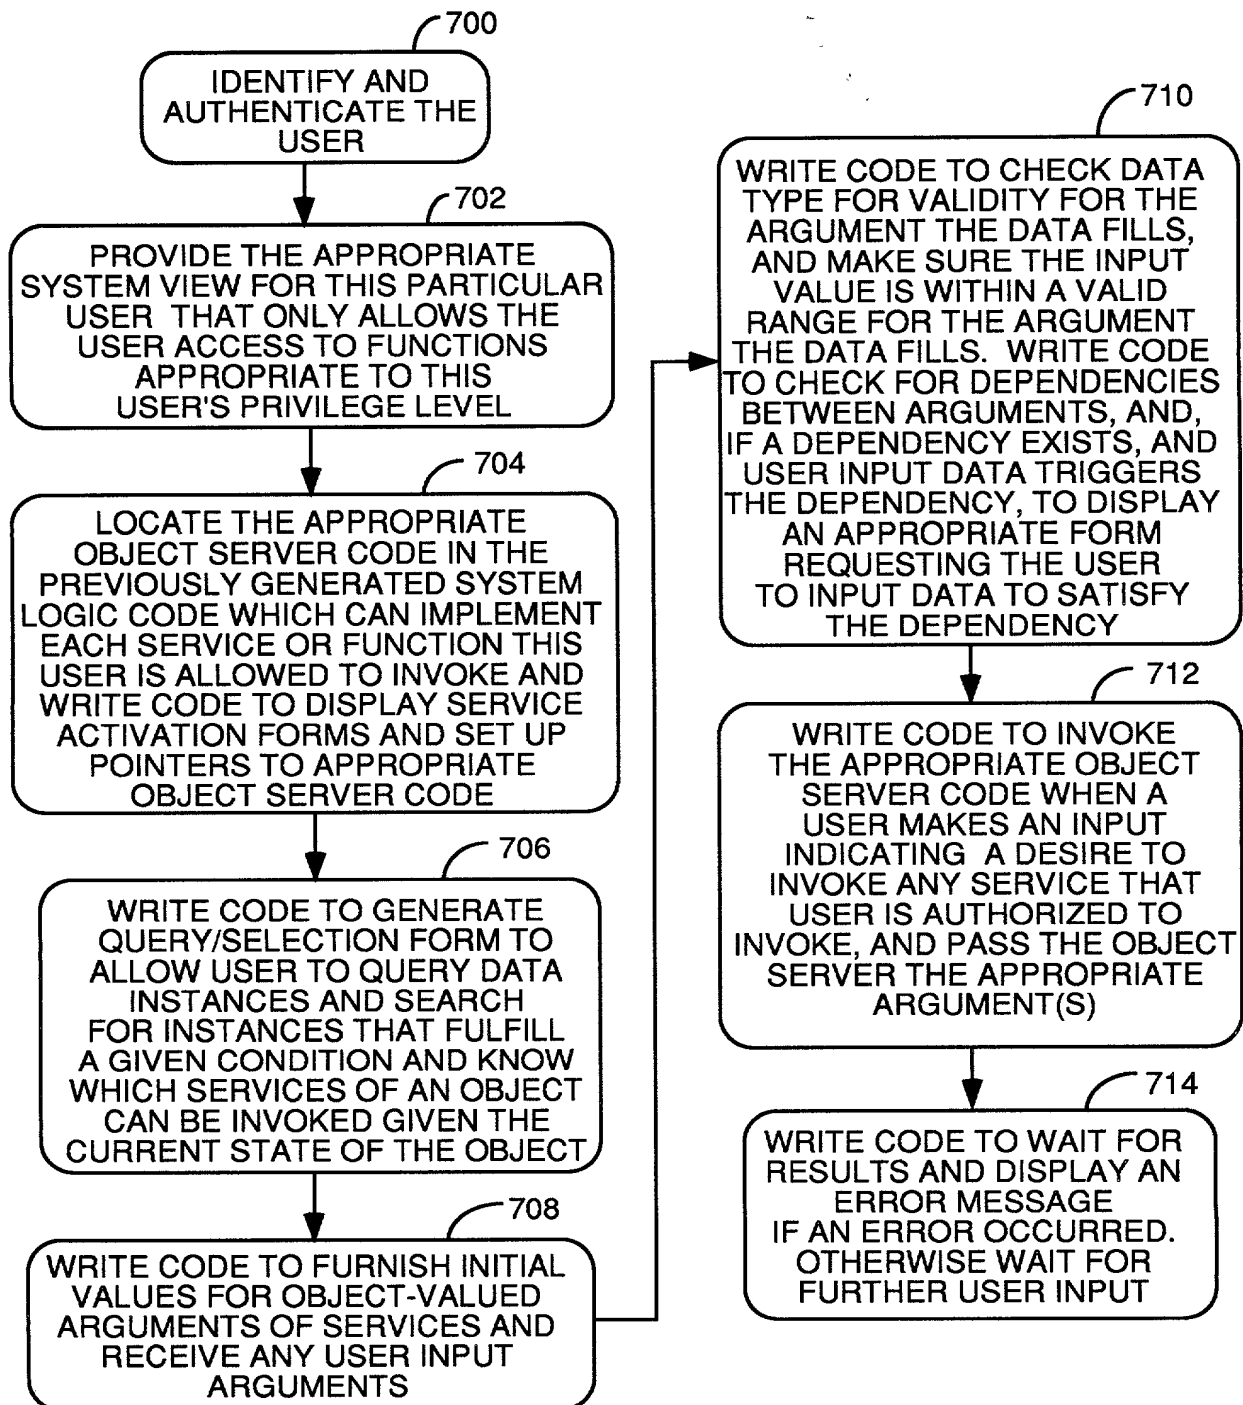 700
IDENTIFY AND
AUTHENTICATE THE
USER
702
PROVIDE THE APPROPRIATE
SYSTEM VIEW FOR THIS PARTICULAR
USER THAT ONLY ALLOWS THE
USER ACCESS TO FUNCTIONS
APPROPRIATE TO THIS
USER'S PRIVILEGE LEVEL
704
LOCATE THE APPROPRIATE
OBJECT SERVER CODE IN THE
PREVIOUSLY GENERATED SYSTEM
LOGIC CODE WHICH CAN IMPLEMENT
EACH SERVICE OR FUNCTION THIS
USER IS ALLOWED TO INVOKE AND
WRITE CODE TO DISPLAY SERVICE
ACTIVATION FORMS AND SET UP
POINTERS TO APPROPRIATE
OBJECT SERVER CODE
706
WRITE CODE TO GENERATE
QUERY/SELECTION FORM TO
ALLOW USER TO QUERY DATA
INSTANCES AND SEARCH
FOR INSTANCES THAT FULFILL
A GIVEN CONDITION AND KNOW
WHICH SERVICES OF AN OBJECT
CAN BE INVOKED GIVEN THE
CURRENT STATE OF THE OBJECT
708
WRITE CODE TO FURNISH INITIAL
VALUES FOR OBJECT-VALUED
ARGUMENTS OF SERVICES AND
RECEIVE ANY USER INPUT
ARGUMENTS
710
WRITE CODE TO CHECK DATA
TYPE FOR VALIDITY FOR THE
ARGUMENT THE DATA FILLS,
AND MAKE SURE THE INPUT
VALUE IS WITHIN A VALID
RANGE FOR THE ARGUMENT
THE DATA FILLS. WRITE CODE
TO CHECK FOR DEPENDENCIES
BETWEEN ARGUMENTS, AND,
IF A DEPENDENCY EXISTS, AND
USER INPUT DATA TRIGGERS
THE DEPENDENCY, TO DISPLAY
AN APPROPRIATE FORM
REQUESTING THE USER
TO INPUT DATA TO SATISFY
THE DEPENDENCY
712
WRITE CODE TO INVOKE
THE APPROPRIATE OBJECT
SERVER CODE WHEN A
USER MAKES AN INPUT
INDICATING A DESIRE TO
INVOKE ANY SERVICE THAT
USER IS AUTHORIZED TO
INVOKE, AND PASS THE OBJECT
SERVER THE APPROPRIATE
ARGUMENT(S)
714
WRITE CODE TO WAIT FOR
RESULTS AND DISPLAY AN
ERROR MESSAGE
IF AN ERROR OCCURRED.
OTHERWISE WAIT FOR
FURTHER USER INPUT